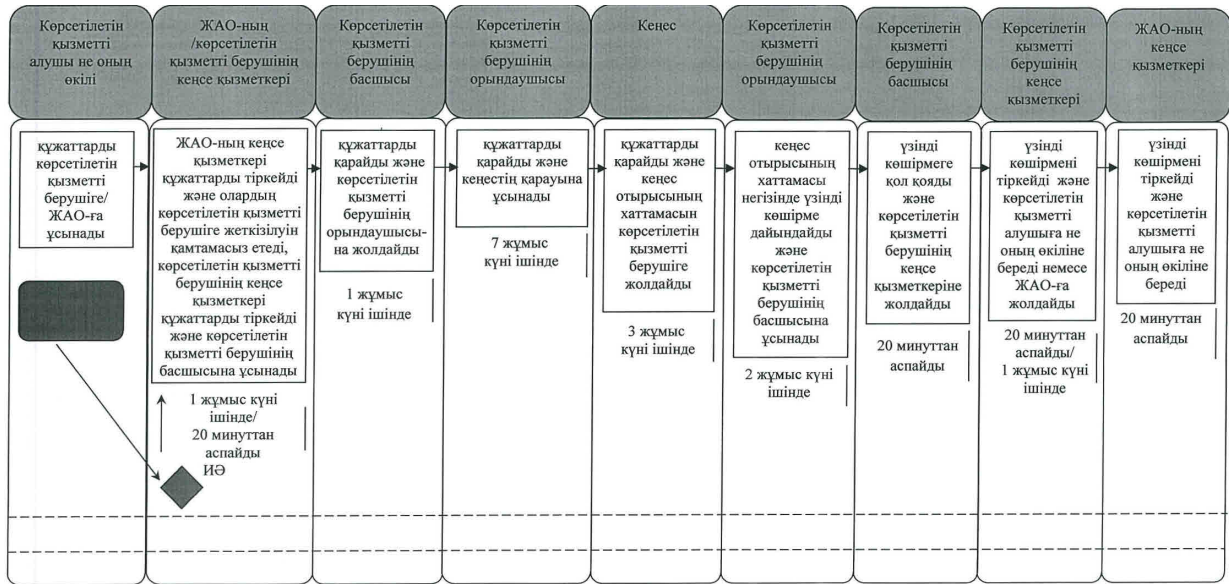 Көрсетілетін
қызметті
алушы не оның
өкілі
ЖАО-ның
/көрсетілетін
қызметті берушінің
кеңсе қызметкері
Көрсетілетін
қызметті
берушінің
басшысы
Көрсетілетін
қызметті
берушінің
орындаушысы
Кеңес
Көрсетілетін
қызметті
берушінің
орындаушысы
Көрсетілетін
қызметті
берушінің
басшысы
Көрсетілетін
қызметті
берушінің
кеңсе
қызметкері
ЖАО-ның
кеңсе
қызметкері
құжаттарды
көрсетілетін
қызметті
берушіге/
ЖАО-ға
ұсынады
ЖАО-ның кеңсе
қызметкері
құжаттарды тіркейді
және олардың
көрсетілетін қызметті
берушіге жеткізілуін
қамтамасыз етеді,
көрсетілетін қызметті
берушінің кеңсе
қызметкері
құжаттарды тіркейді
және көрсетілетін
қызметті берушінің
басшысына ұсынады
1 жұмыс күні
ішінде/
20 минуттан
аспайды
ИӘ
құжаттарды
қарайды және
көрсетілетін
қызметті
берушінің
орындаушысы-
на жолдайды
1 жұмыс
күні ішінде
құжаттарды
қарайды және
кеңестің қарауына
ұсынады
7 жұмыс
күні ішінде
құжаттарды
қарайды және
кеңес
отырысының
хаттамасын
көрсетілетін
қызметті
берушіге
жолдайды
3 жұмыс
күні ішінде
кеңес
отырысының
хаттамасы
негізінде үзінді
көшірме
дайындайды
және
көрсетілетін
қызметті
берушінің
басшысына
ұсынады
2 жұмыс күні
ішінде
үзінді
көшірмеге
қол қояды
және
көрсетілетін
қызметті
берушінің
кеңсе
қызметкеріне
жолдайды
20 минуттан
аспайды
үзінді
көшірмені
тіркейді және
көрсетілетін
қызметті
алушыға не
оның өкіліне
береді немесе
ЖАО-ға
жолдайды
20 минуттан
аспайды/
1 жұмыс күні
ішінде
үзінді
көшірмені
тіркейді және
көрсетілетін
қызметті
алушыға не
оның өкіліне
береді
20 минуттан
аспайды